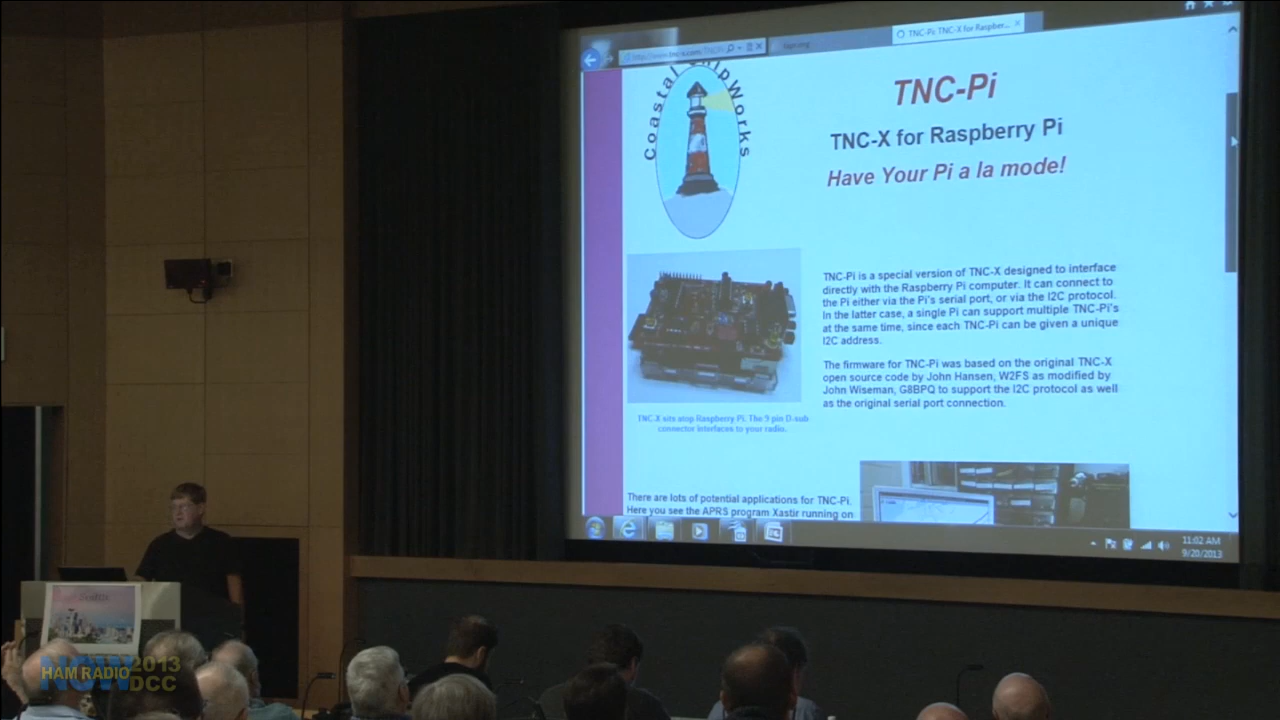 TNC-Pi: TNC-X for Raspber...
Coastal ChipWorks
TNC-Pi
TNC-X for Raspberry Pi
Have Your Pi a la mode!
TNC-Pi is a special version of TNC-X designed to interface
directly with the Raspberry Pi computer. It can connect to
the Pi either via the Pi's serial port, or via the I2C protocol.
In the latter case, a single Pi can support multiple TNC-Pi's
at the same time, since each TNC-Pi can be given a unique
I2C address.
The firmware for TNC-Pi was based on the original TNC-X
open source code by John Hansen, W2FS as modified by
John Wiseman, G8BPQ to support the I2C protocol as well
as the original serial port connection.
TNC-X sits atop Raspberry Pi. The 9 pin D-sub
connector interfaces to your radio.
There are lots of potential applications for TNC-Pi.
Here you see the APRS program Xastir running on
11:02 AM
9/20/2013
Seattle
HAM RADIO
NOW
2013
DCC